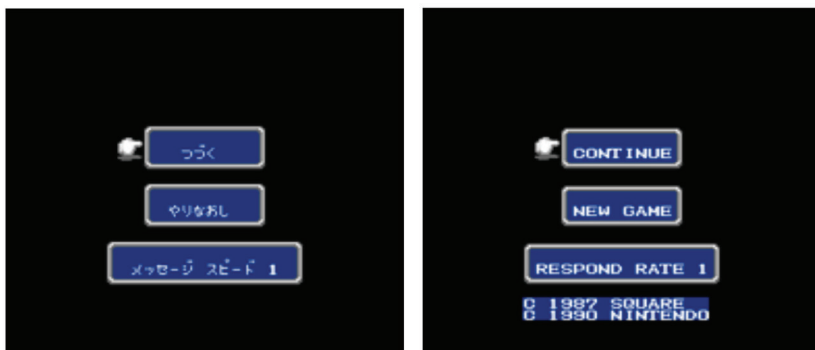 つづく
やりなおし
メッセージ スピード 1
CONTINUE
NEW GAME
RESPOND RATE 1
C 1987 SQUARE
C 1990 NINTENDO